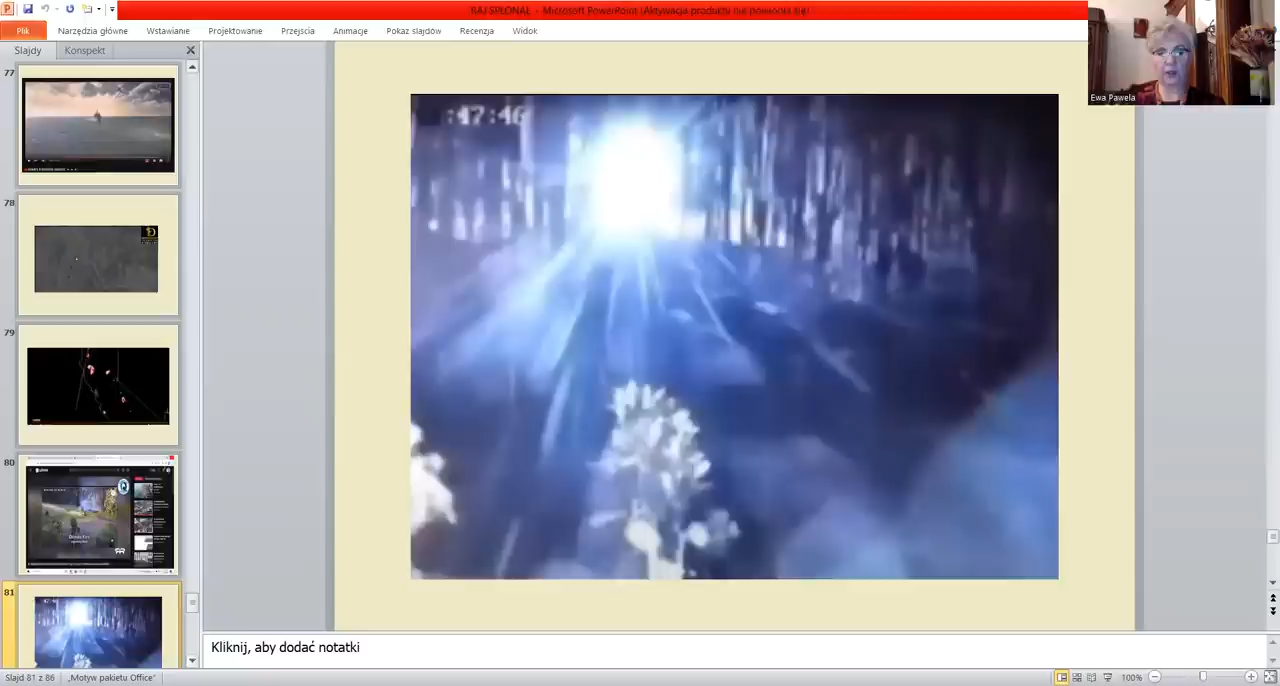 RAJ SPŁONĄŁ - Microsoft PowerPoint (Aktywacja produktu nie powiodła się)
Plik Narzędzia główne Wstawianie Projektowanie Przejścia Animacje Pokaz slajdów Recenzja Widok
Slajdy Konspekt
Ewa Pawela
:47:46
77
78
79
80
81
Kliknij, aby dodać notatki
Slajd 81 z 86 „Motyw pakietu Office” 100%